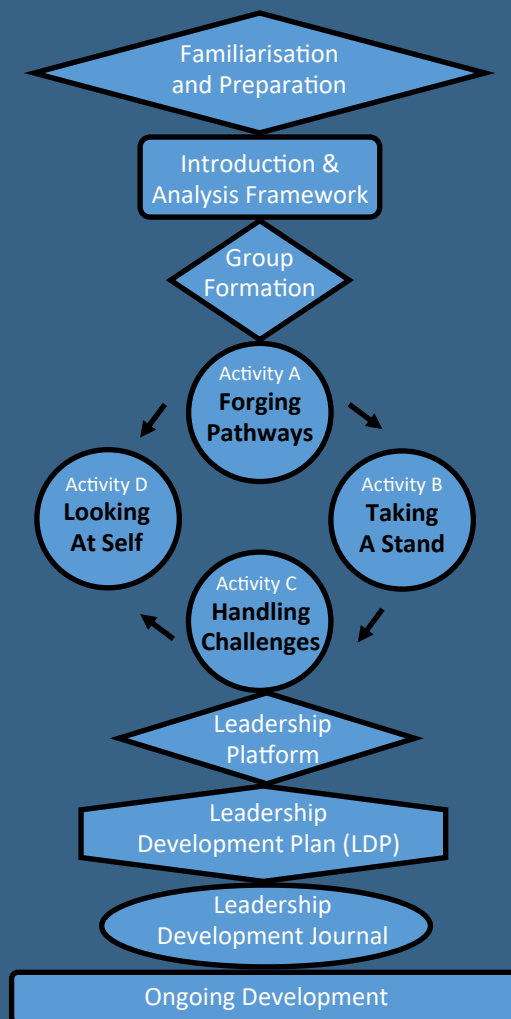 Familiarisation
and Preparation
Introduction &
Analysis Framework
Group
Formation
Activity A
Forging
Pathways
Activity D
Looking
At Self
Activity B
Taking
A Stand
Activity C
Handling
Challenges
Leadership
Platform
Leadership
Development Plan (LDP)
Leadership
Development Journal
Ongoing Development